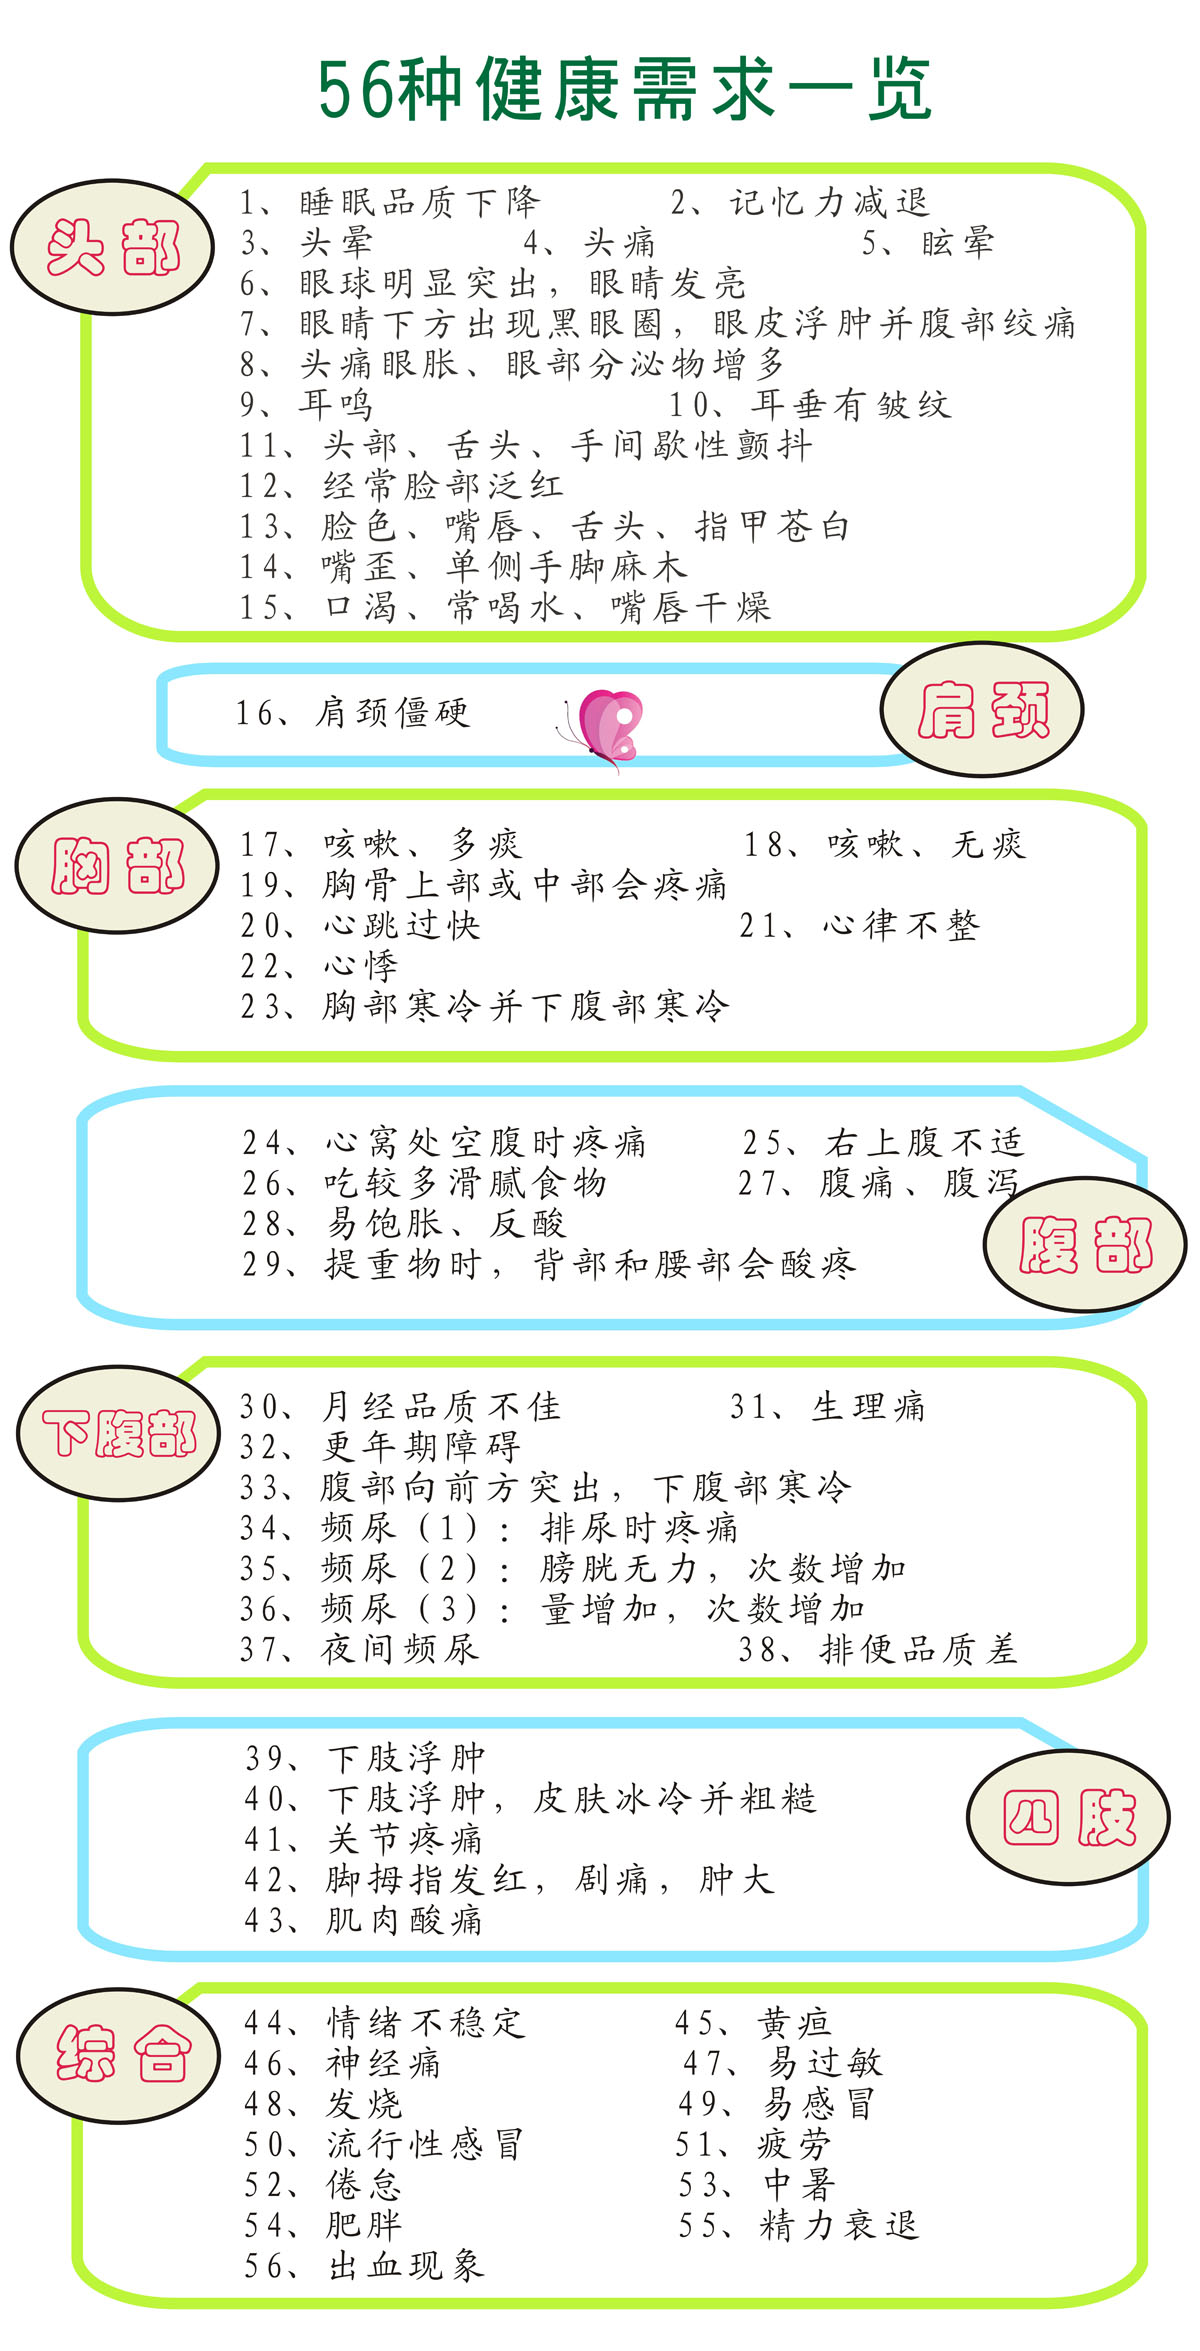 56种健康需求一览
头部
1、睡眠品质下降 2、记忆力减退
3、头晕 4、头痛 5、眩晕
6、眼球明显突出，眼睛发亮
7、眼睛下方出现黑眼圈，眼皮浮肿并腹部绞痛
8、头痛眼胀、眼部分泌物增多
9、耳鸣 10、耳垂有皱纹
11、头部、舌头、手间歇性颤抖
12、经常脸部泛红
13、脸色、嘴唇、舌头、指甲苍白
14、嘴歪、单侧手脚麻木
15、口渴、常喝水、嘴唇干燥
肩颈
16、肩颈僵硬
胸部
17、咳嗽、多痰 18、咳嗽、无痰
19、胸骨上部或中部会疼痛
20、心跳过快 21、心律不整
22、心悸
23、胸部寒冷并下腹部寒冷
腹部
24、心窝处空腹时疼痛 25、右上腹不适
26、吃较多滑腻食物 27、腹痛、腹泻
28、易饱胀、反酸
29、提重物时，背部和腰部会酸疼
下腹部
30、月经品质不佳 31、生理痛
32、更年期障碍
33、腹部向前方突出，下腹部寒冷
34、频尿（1）：排尿时疼痛
35、频尿（2）：膀胱无力，次数增加
36、频尿（3）：量增加，次数增加
37、夜间频尿 38、排便品质差
四肢
39、下肢浮肿
40、下肢浮肿，皮肤冰冷并粗糙
41、关节疼痛
42、脚拇指发红，剧痛，肿大
43、肌肉酸痛
综合
44、情绪不稳定 45、黄疸
46、神经痛 47、易过敏
48、发烧 49、易感冒
50、流行性感冒 51、疲劳
52、倦怠 53、中暑
54、肥胖 55、精力衰退
56、出血现象